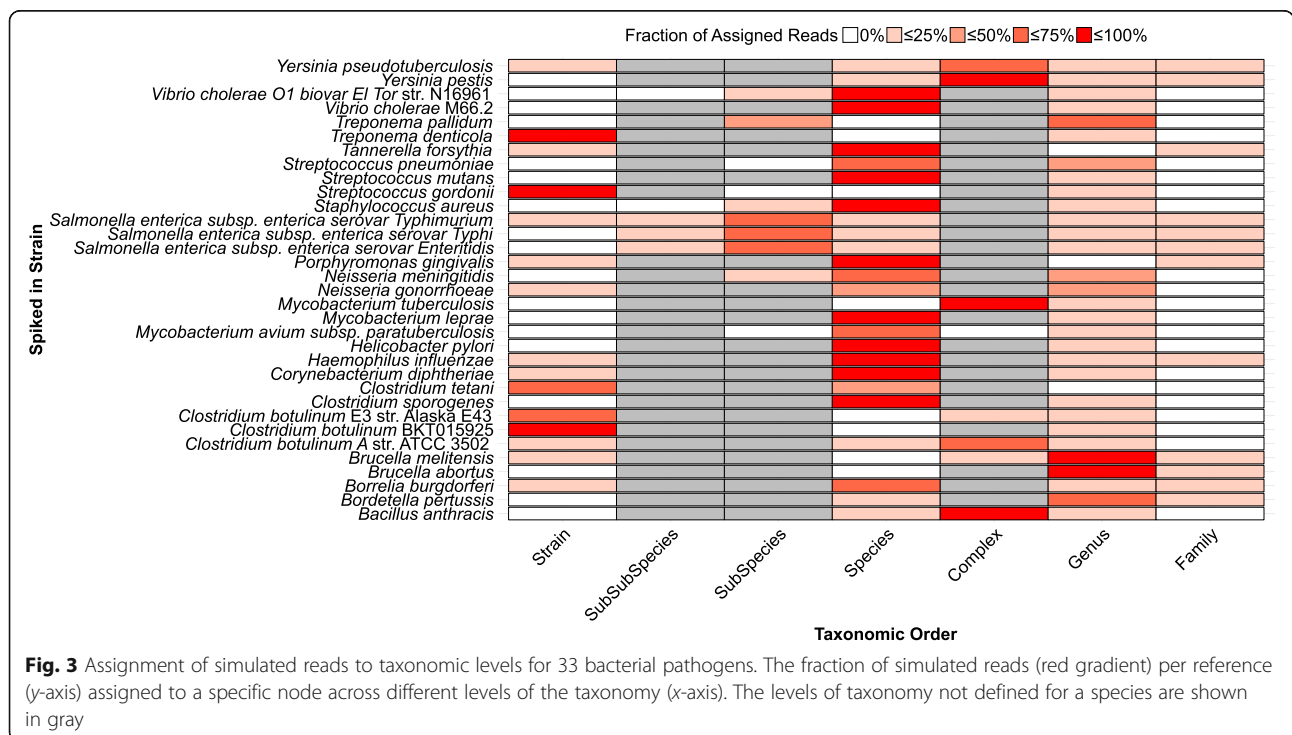 Fraction of Assigned Reads 0% ≤25% ≤50% ≤75% ≤100%
Yersinia pseudotuberculosis
Yersinia pestis
Vibrio cholerae O1 biovar El Tor str. N16961
Vibrio cholerae M66.2
Treponema pallidum
Treponema denticola
Tannerella forsythia
Streptococcus pneumoniae
Streptococcus mutans
Streptococcus gordonii
Staphylococcus aureus
Salmonella enterica subsp. enterica serovar Typhimurium
Salmonella enterica subsp. enterica serovar Typhi
Salmonella enterica subsp. enterica serovar Enteritidis
Porphyromonas gingivalis
Neisseria meningitidis
Neisseria gonorrhoeae
Mycobacterium tuberculosis
Mycobacterium leprae
Mycobacterium avium subsp. paratuberculosis
Helicobacter pylori
Haemophilus influenzae
Corynebacterium diphtheriae
Clostridium tetani
Clostridium sporogenes
Clostridium botulinum E3 str. Alaska E43
Clostridium botulinum BKT015925
Clostridium botulinum A str. ATCC 3502
Brucella melitensis
Brucella abortus
Borrelia burgdorferi
Bordetella pertussis
Bacillus anthracis
Spiked in Strain
Strain
SubSubSpecies
SubSpecies
Species
Complex
Genus
Family
Taxonomic Order
Fig. 3 Assignment of simulated reads to taxonomic levels for 33 bacterial pathogens. The fraction of simulated reads (red gradient) per reference
(y-axis) assigned to a specific node across different levels of the taxonomy (x-axis). The levels of taxonomy not defined for a species are shown
in gray